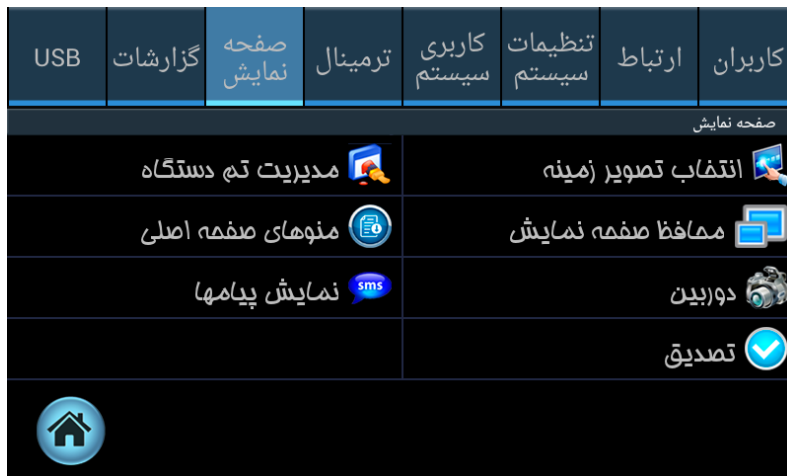 کاربران ارتباط تنظیمات سیستم کاربری سیستم ترمینال صفحه نمایش گزارشات USB
صفحه نمایش
انتخاب تصویر زمینه مدیریت تم دستگاه
محافظ صفحه نمایش منوهای صفحه اصلی
دوربین نمایش پیامها sms
تصدیق